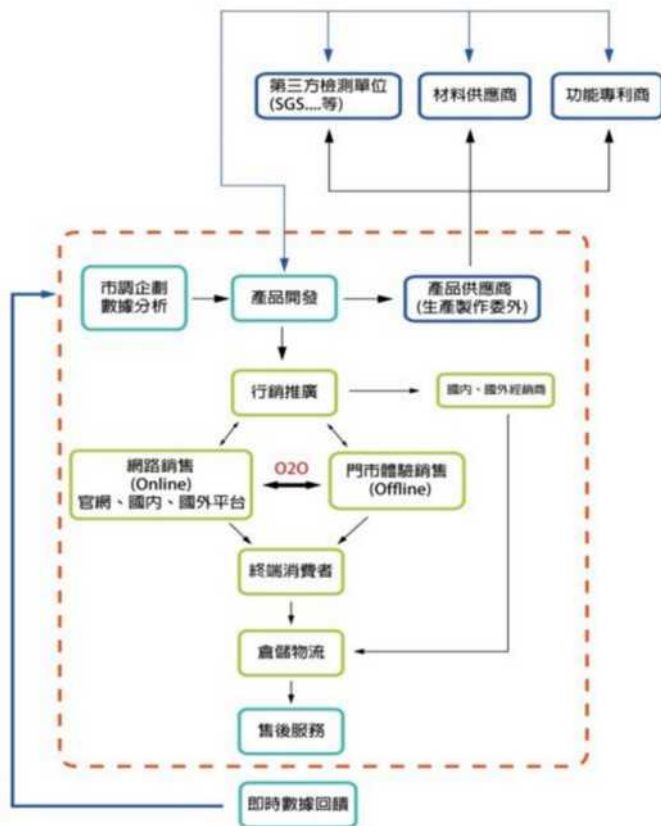 第三方檢測單位
(SGS....等)
材料供應商
功能專利商
市調企劃
數據分析
產品開發
產品供應商
(生產製作委外)
行銷推廣
國內、國外經銷商
網路銷售
(Online)
官網、國內、國外平台
O2O
門市體驗銷售
(Offline)
終端消費者
倉儲物流
售後服務
即時數據回饋